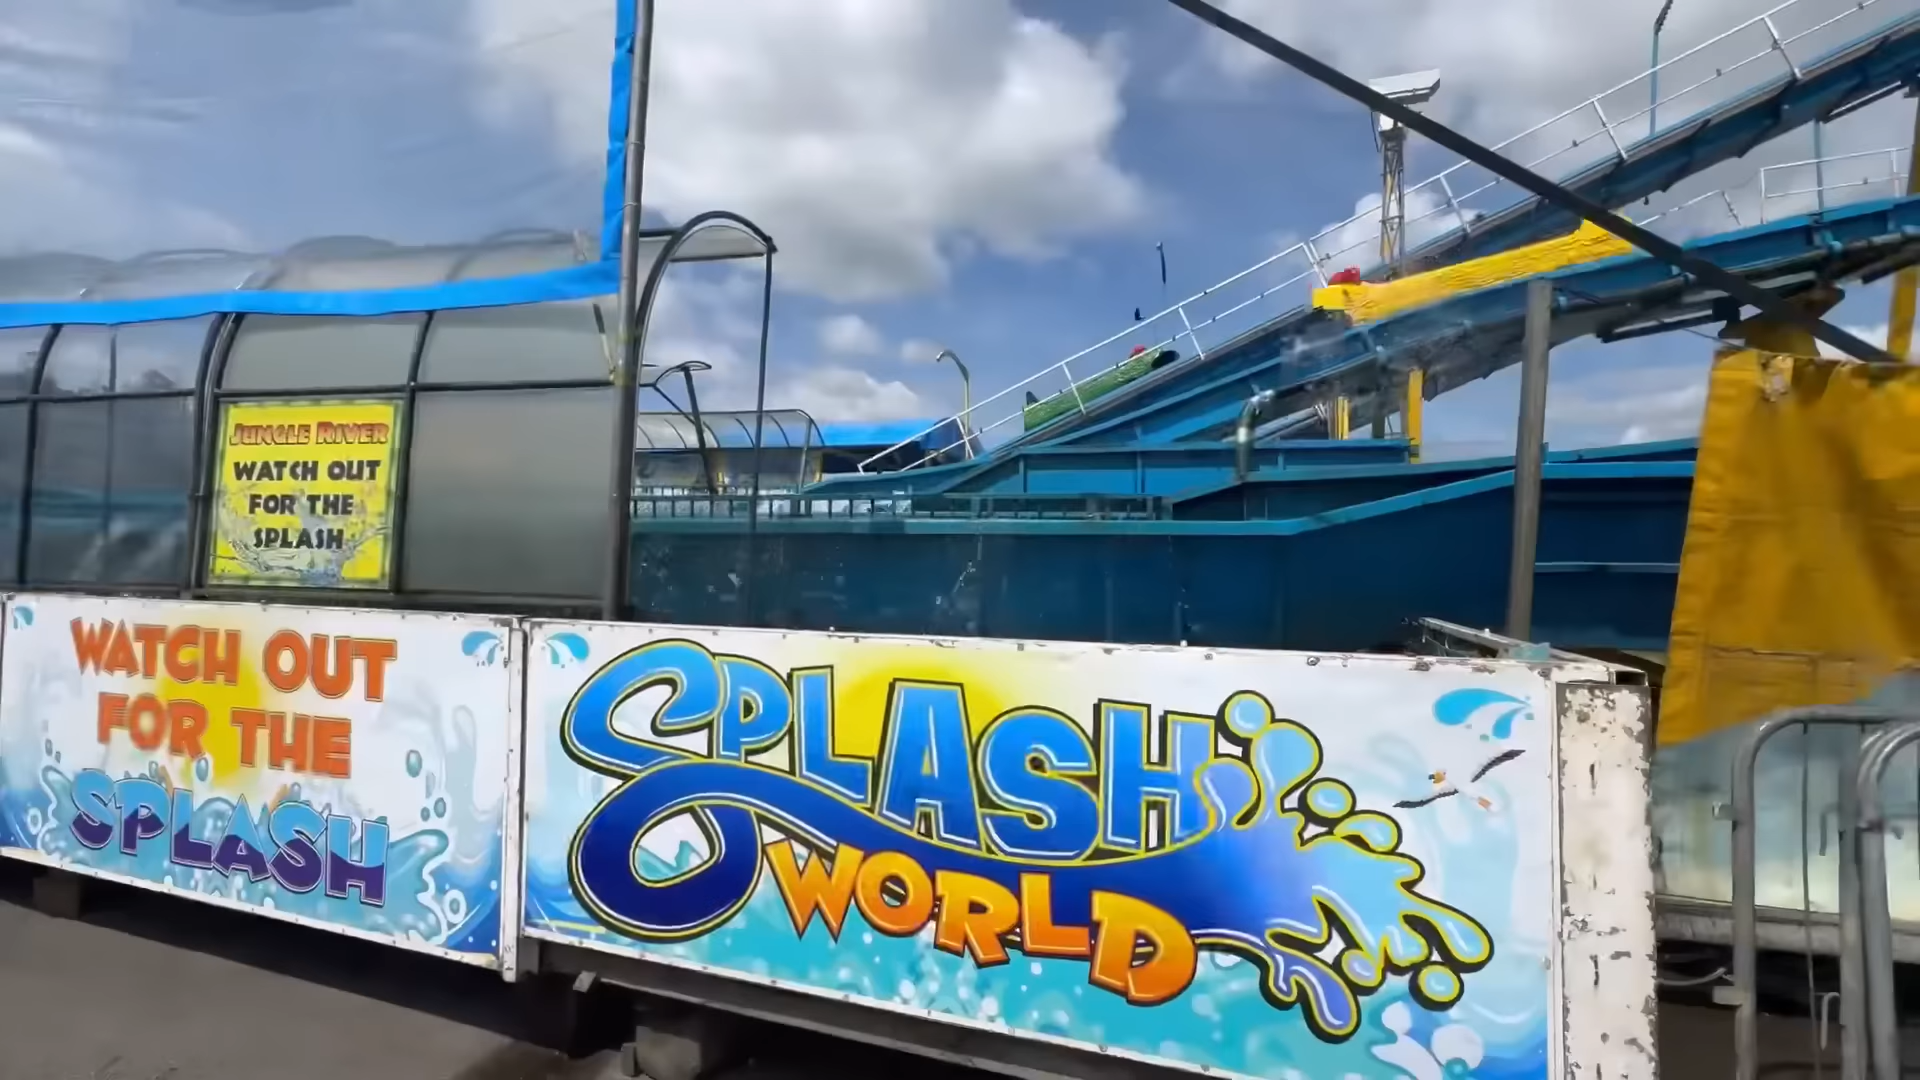 JUNGLE RIVER
WATCH OUT
FOR THE
SPLASH
WATCH OUT
FOR THE
SPLASH
SPLASH
WORLD